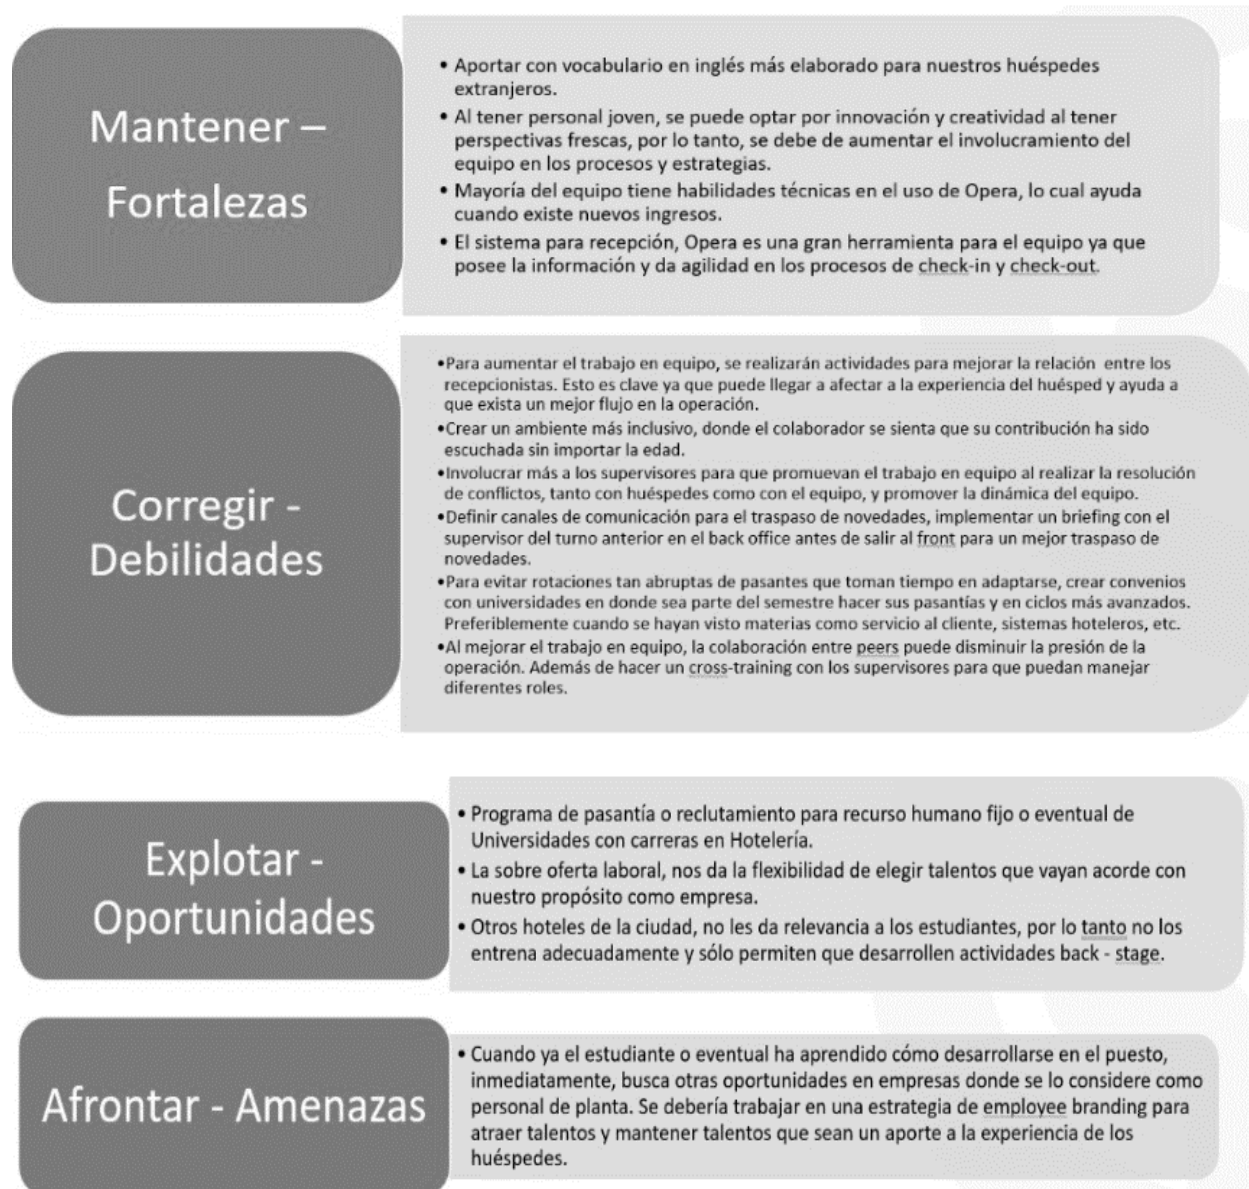 Mantener –
Fortalezas
• Aportar con vocabulario en inglés más elaborado para nuestros huéspedes
extranjeros.
• Al tener personal joven, se puede optar por innovación y creatividad al tener
perspectivas frescas, por lo tanto, se debe de aumentar el involucramiento del
equipo en los procesos y estrategias.
• Mayoría del equipo tiene habilidades técnicas en el uso de Opera, lo cual ayuda
cuando existe nuevos ingresos.
• El sistema para recepción, Opera es una gran herramienta para el equipo ya que
posee la información y da agilidad en los procesos de check-in y check-out.
Corregir -
Debilidades
•Para aumentar el trabajo en equipo, se realizarán actividades para mejorar la relación entre los
recepcionistas. Esto es clave ya que puede llegar a afectar a la experiencia del huésped y ayuda a
que exista un mejor flujo en la operación.
•Crear un ambiente más inclusivo, donde el colaborador se sienta que su contribución ha sido
escuchada sin importar la edad.
•Involucrar más a los supervisores para que promuevan el trabajo en equipo al realizar la resolución
de conflictos, tanto con huéspedes como con el equipo, y promover la dinámica del equipo.
•Definir canales de comunicación para el traspaso de novedades, implementar un briefing con el
supervisor del turno anterior en el back office antes de salir al front para un mejor traspaso de
novedades.
•Para evitar rotaciones tan abruptas de pasantes que toman tiempo en adaptarse, crear convenios
con universidades en donde sea parte del semestre hacer sus pasantías y en ciclos más avanzados.
Preferiblemente cuando se hayan visto materias como servicio al cliente, sistemas hoteleros, etc.
•Al mejorar el trabajo en equipo, la colaboración entre peers puede disminuir la presión de la
operación. Además de hacer un cross-training con los supervisores para que puedan manejar
diferentes roles.
Explotar -
Oportunidades
• Programa de pasantía o reclutamiento para recurso humano fijo o eventual de
Universidades con carreras en Hotelería.
• La sobre oferta laboral, nos da la flexibilidad de elegir talentos que vayan acorde con
nuestro propósito como empresa.
• Otros hoteles de la ciudad, no les da relevancia a los estudiantes, por lo tanto no los
entrena adecuadamente y sólo permiten que desarrollen actividades back - stage.
Afrontar - Amenazas
• Cuando ya el estudiante o eventual ha aprendido cómo desarrollarse en el puesto,
inmediatamente, busca otras oportunidades en empresas donde se lo considere como
personal de planta. Se debería trabajar en una estrategia de employee branding para
atraer talentos y mantener talentos que sean un aporte a la experiencia de los
huéspedes.